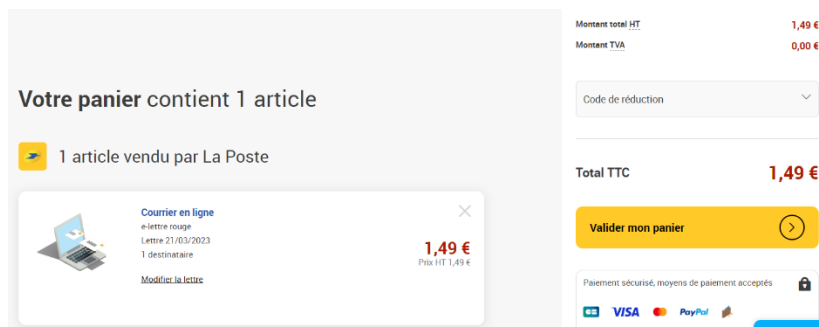 Votre panier contient 1 article
1 article vendu par La Poste
Courrier en ligne
e-lettre rouge
Lettre 21/03/2023
1 destinataire
Modifier la lettre
1,49 €
Prix HT 1,49 €
Montant total HT 1,49 €
Montant TVA 0,00 €
Code de réduction
Total TTC 1,49 €
Valider mon panier
Paiement sécurisé, moyens de paiement acceptés
CB VISA PayPal